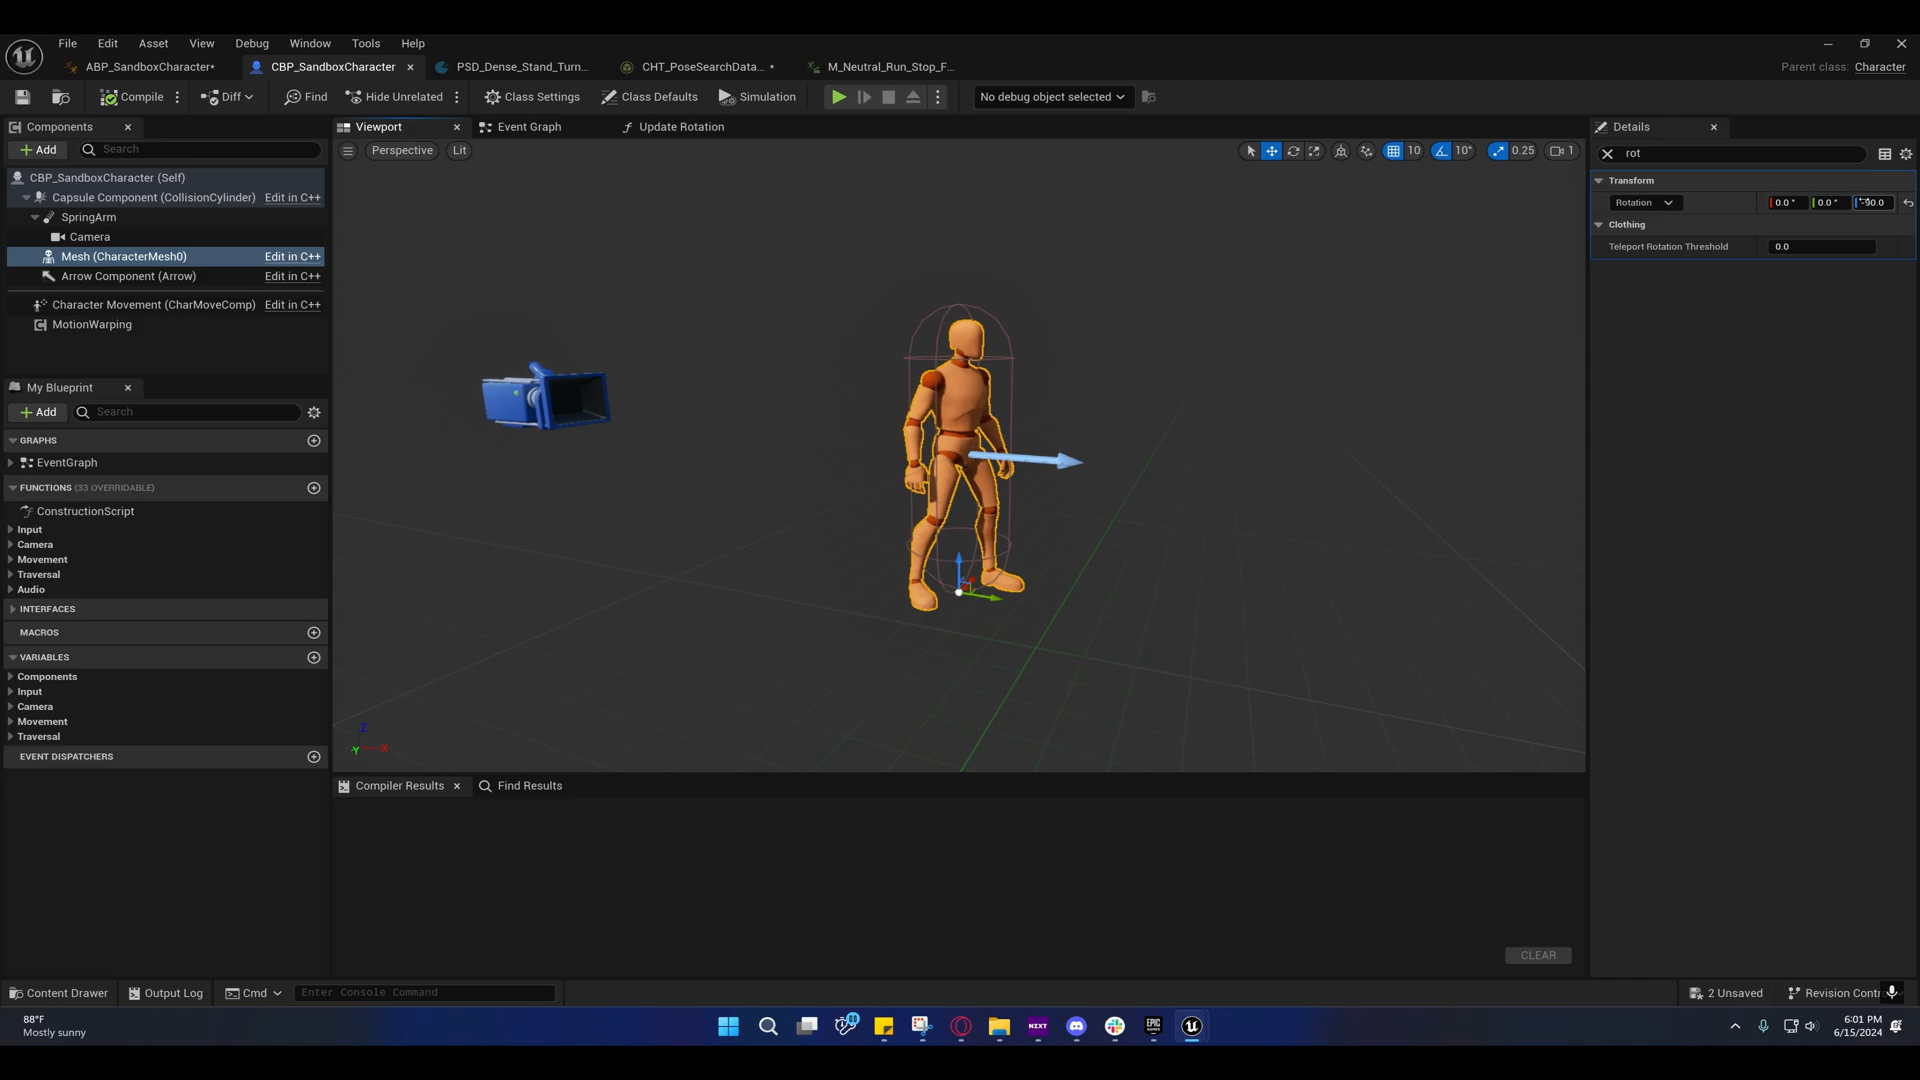 File Edit Asset View Debug Window Tools Help
ABP_SandboxCharacter* CBP_SandboxCharacter PSD_Dense_Stand_Turn... CHT_PoseSearchData... * M_Neutral_Run_Stop_F... Parent class: Character
Compile Diff Find Hide Unrelated Class Settings Class Defaults Simulation No debug object selected
Components
Add Search
CBP_SandboxCharacter (Self)
Capsule Component (CollisionCylinder) Edit in C++
SpringArm
Camera
Mesh (CharacterMesh0) Edit in C++
Arrow Component (Arrow) Edit in C++
Character Movement (CharMoveComp) Edit in C++
MotionWarping
My Blueprint
Add Search
GRAPHS
EventGraph
FUNCTIONS (33 OVERRIDABLE)
ConstructionScript
Input
Camera
Movement
Traversal
Audio
INTERFACES
MACROS
VARIABLES
Components
Input
Camera
Movement
Traversal
EVENT DISPATCHERS
Viewport Event Graph Update Rotation
Perspective Lit 10 10° 0.25 1
Z
Y X
Compiler Results Find Results
CLEAR
Details
rot
Transform
Rotation 0.0 ° 0.0 °
Clothing
Teleport Rotation Threshold 0.0
Content Drawer Output Log Cmd Enter Console Command 2 Unsaved Revision Contr
88°F
Mostly sunny
NZXT
EPIC
GAMES
6:01 PM
6/15/2024